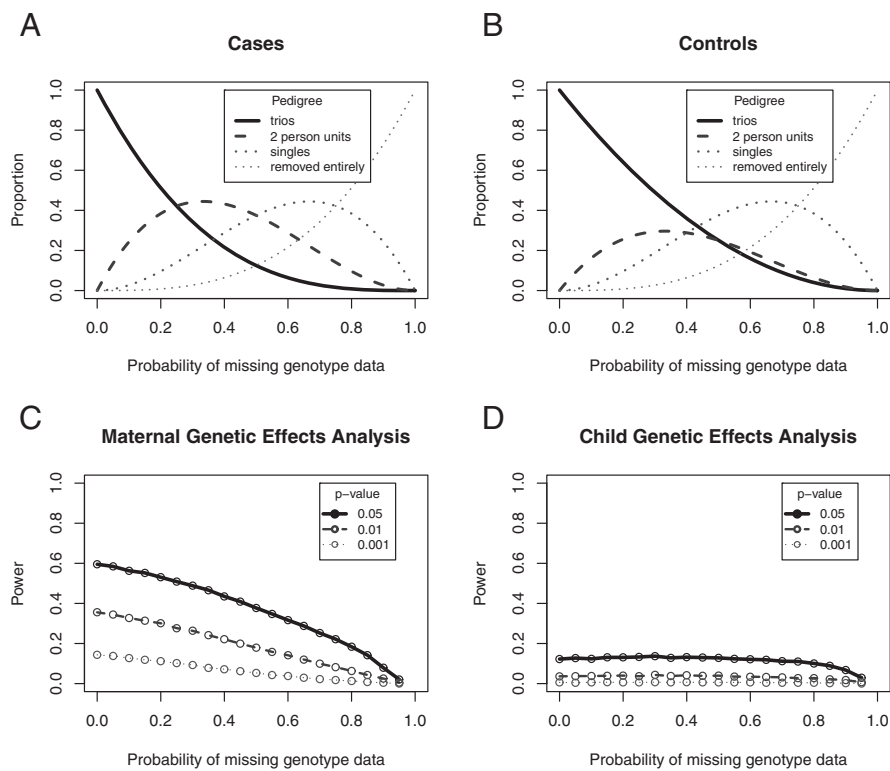 A
Cases
Proportion
0.0 0.2 0.4 0.6 0.8 1.0
Pedigree
trios
2 person units
singles
removed entirely
0.0 0.2 0.4 0.6 0.8 1.0
Probability of missing genotype data
B
Controls
Proportion
0.0 0.2 0.4 0.6 0.8 1.0
Pedigree
trios
2 person units
singles
removed entirely
0.0 0.2 0.4 0.6 0.8 1.0
Probability of missing genotype data
C
Maternal Genetic Effects Analysis
Power
0.0 0.2 0.4 0.6 0.8 1.0
p−value
0.05
0.01
0.001
0.0 0.2 0.4 0.6 0.8 1.0
Probability of missing genotype data
D
Child Genetic Effects Analysis
Power
0.0 0.2 0.4 0.6 0.8 1.0
p−value
0.05
0.01
0.001
0.0 0.2 0.4 0.6 0.8 1.0
Probability of missing genotype data